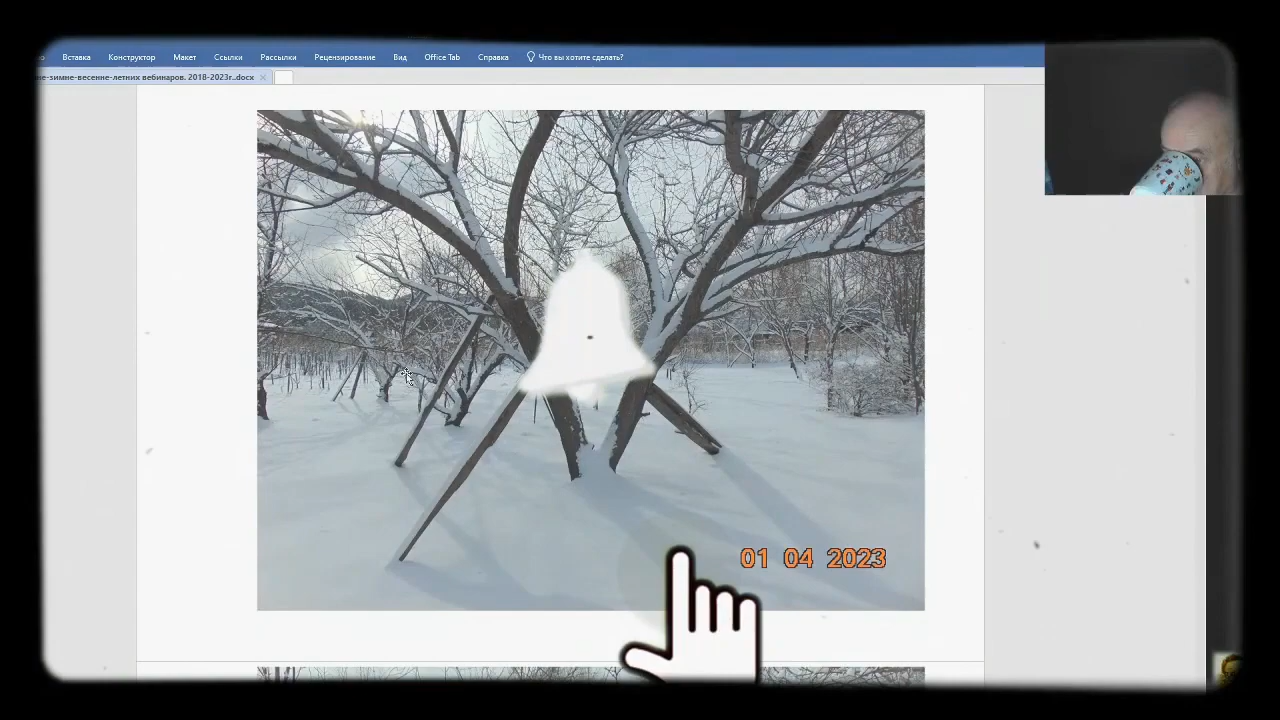 Вставка Конструктор Макет Ссылки Рассылки Рецензирование Вид Office Tab Справка Что вы хотите сделать?
не-зимне-весенне-летних вебинаров. 2018-2023г..docx
01 04 2023